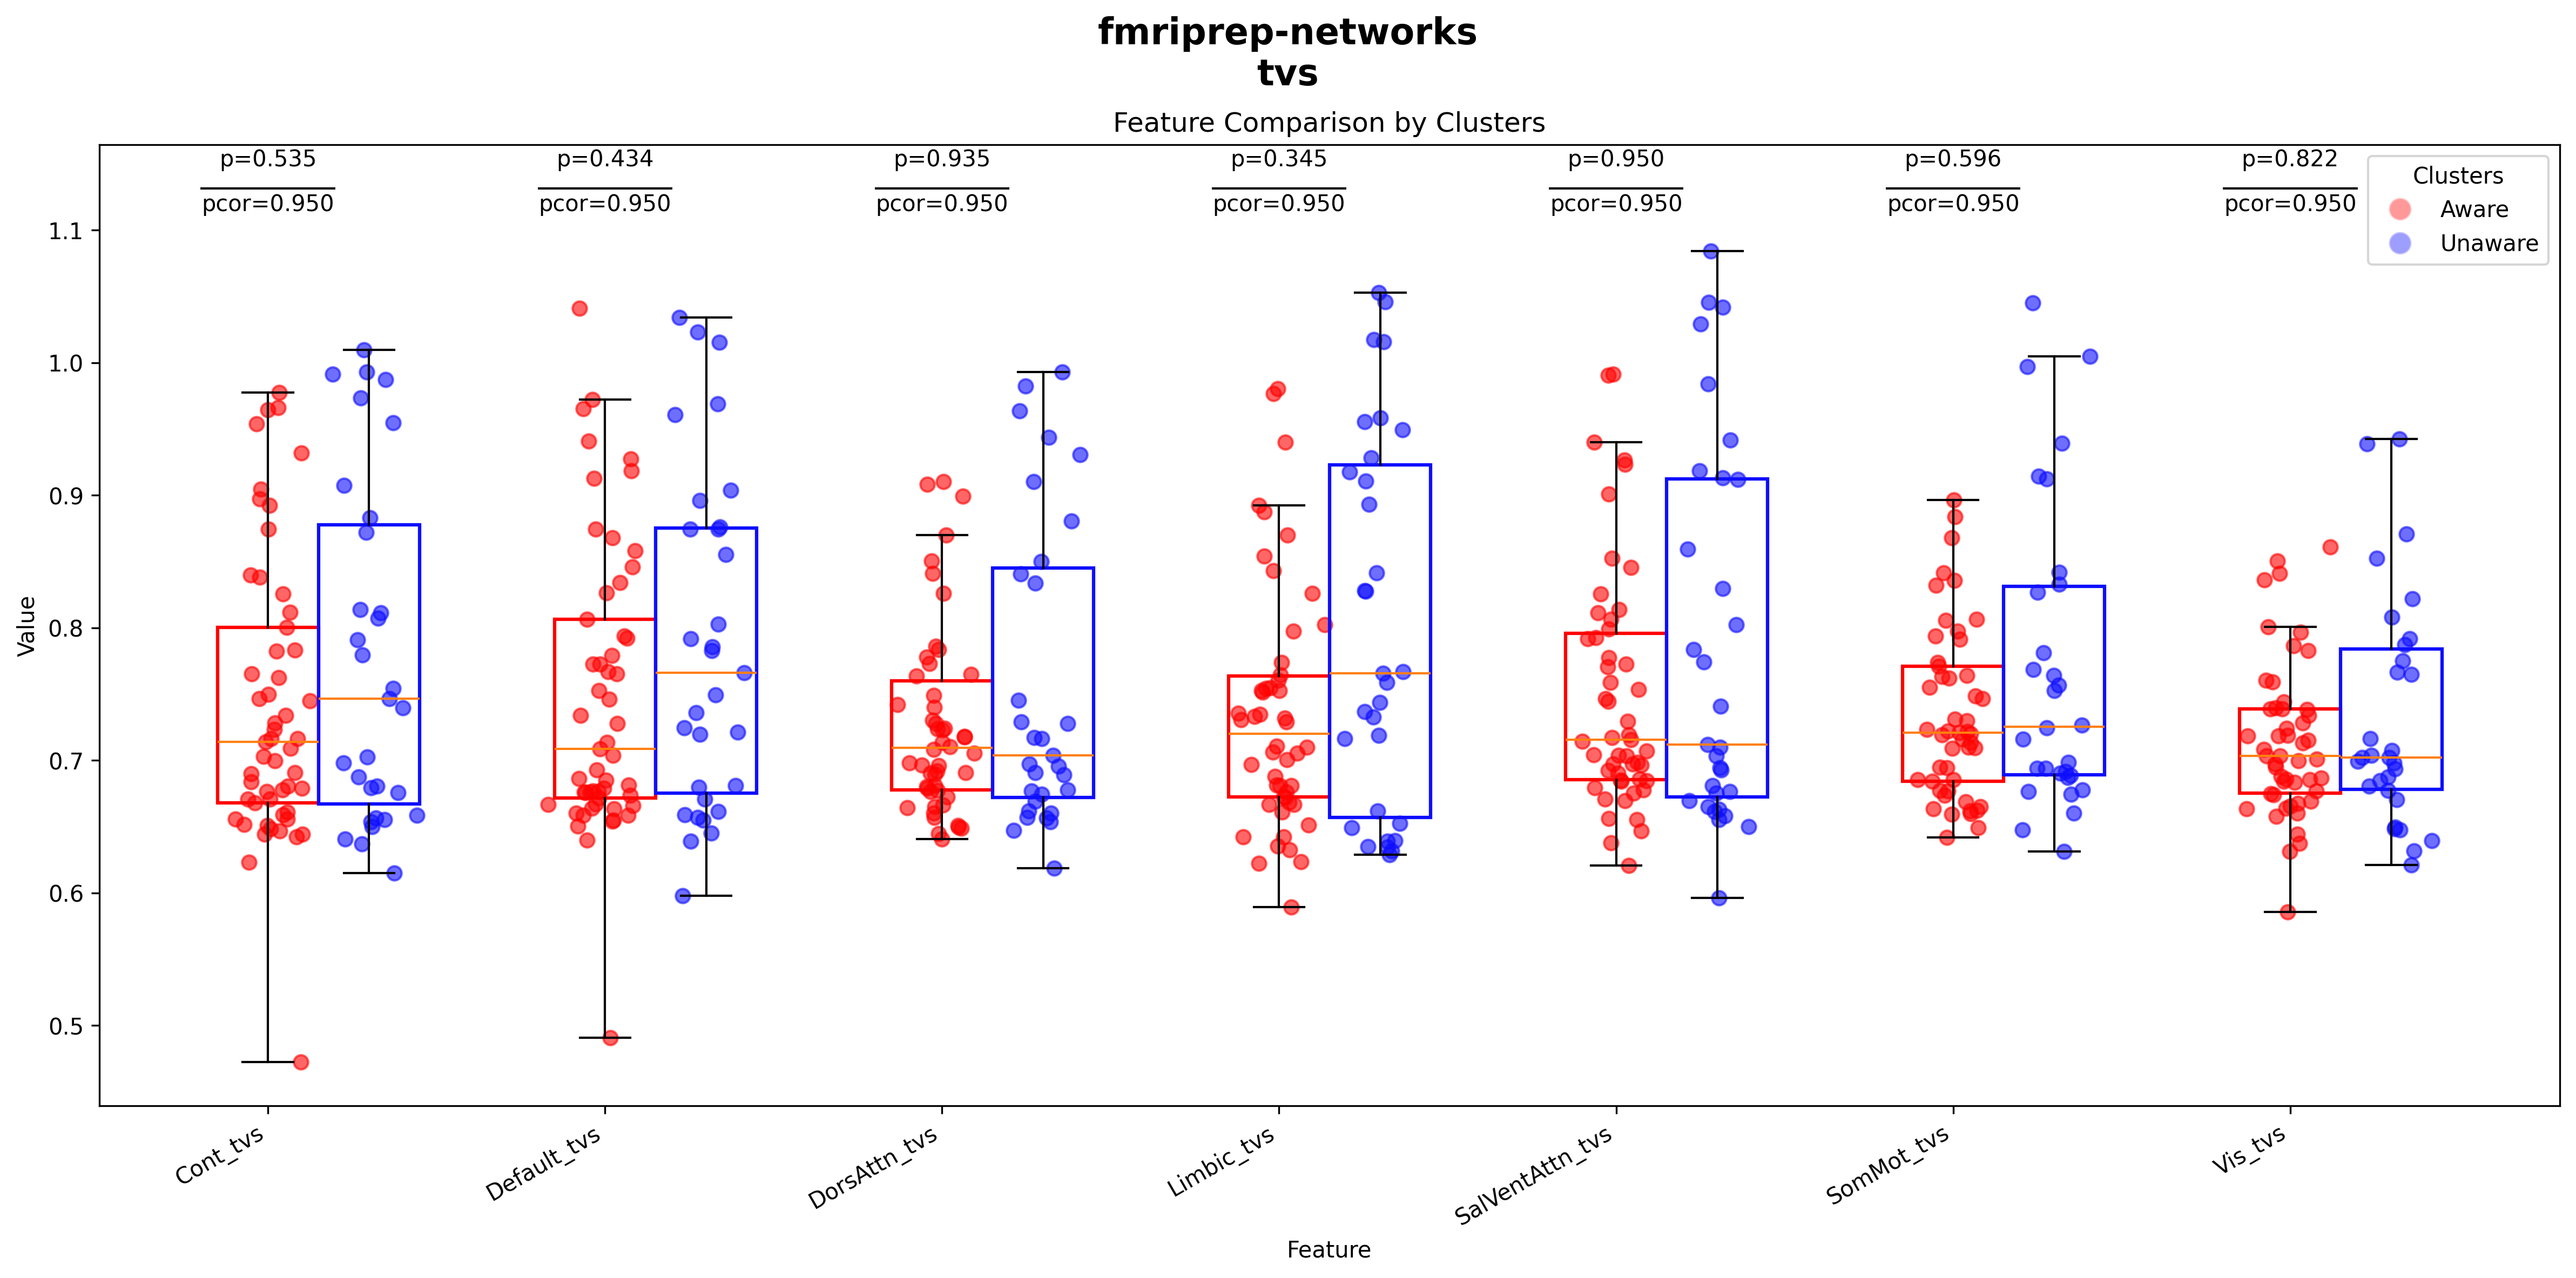 fmriprep-networks
tvs
Feature Comparison by Clusters
p=0.535 p=0.434 p=0.935 p=0.345 p=0.950 p=0.596 p=0.822
pcor=0.950 pcor=0.950 pcor=0.950 pcor=0.950 pcor=0.950 pcor=0.950 pcor=0.950
Clusters
Aware
Unaware
Value
1.1
1.0
0.9
0.8
0.7
0.6
0.5
Cont_tvs Default_tvs DorsAttn_tvs Limbic_tvs SalVentAttn_tvs SomMot_tvs Vis_tvs
Feature